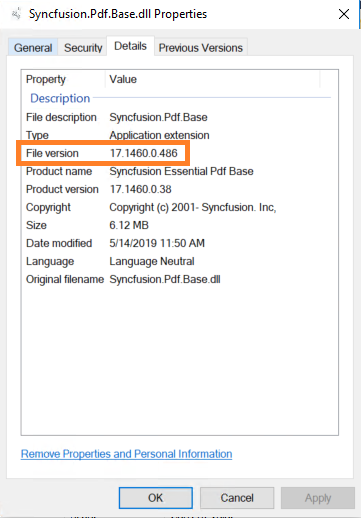 Syncfusion.Pdf.Base.dll Properties
General Security Details Previous Versions
Property Value
Description
File description Syncfusion.Pdf.Base
Type Application extension
File version 17.1460.0.486
Product name Syncfusion Essential Pdf Base
Product version 17.1460.0.38
Copyright Copyright (c) 2001- Syncfusion. Inc,
Size 6.12 MB
Date modified 5/14/2019 11:50 AM
Language Language Neutral
Original filename Syncfusion.Pdf.Base.dll
Remove Properties and Personal Information
OK Cancel Apply